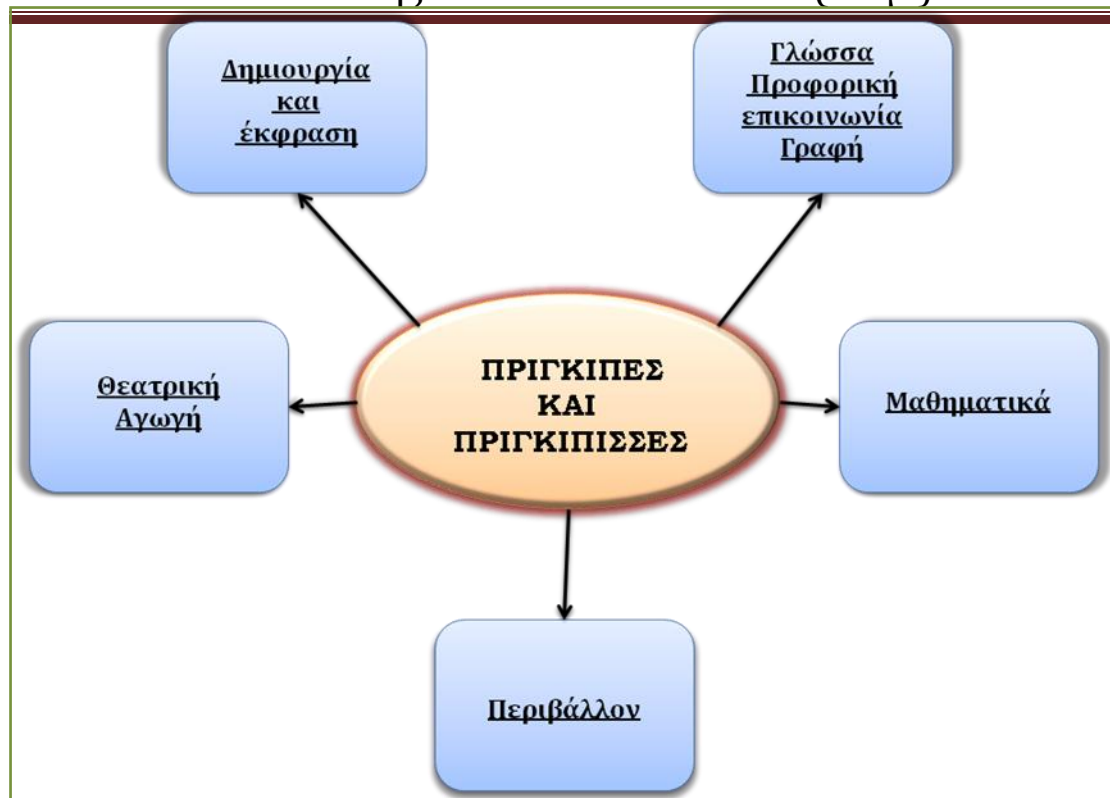 Δημιουργία
και
έκφραση
Γλώσσα
Προφορική
επικοινωνία
Γραφή
ΠΡΙΓΚΙΠΕΣ
ΚΑΙ
ΠΡΙΓΚΙΠΙΣΣΕΣ
Θεατρική
Αγωγή
Μαθηματικά
Περιβάλλον